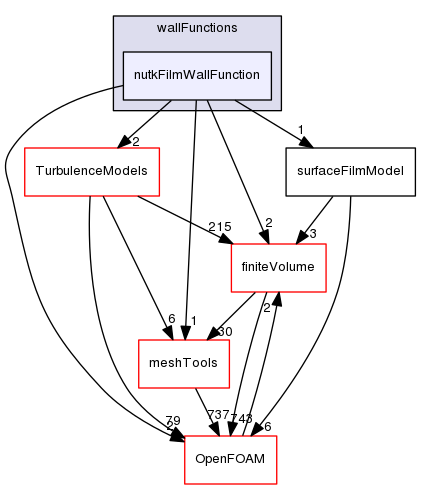 wallFunctions
nutkFilmWallFunction
2
1
TurbulenceModels
surfaceFilmModel
215
2
3
finiteVolume
6
1
30
2
meshTools
737
743
79
2
6
OpenFOAM